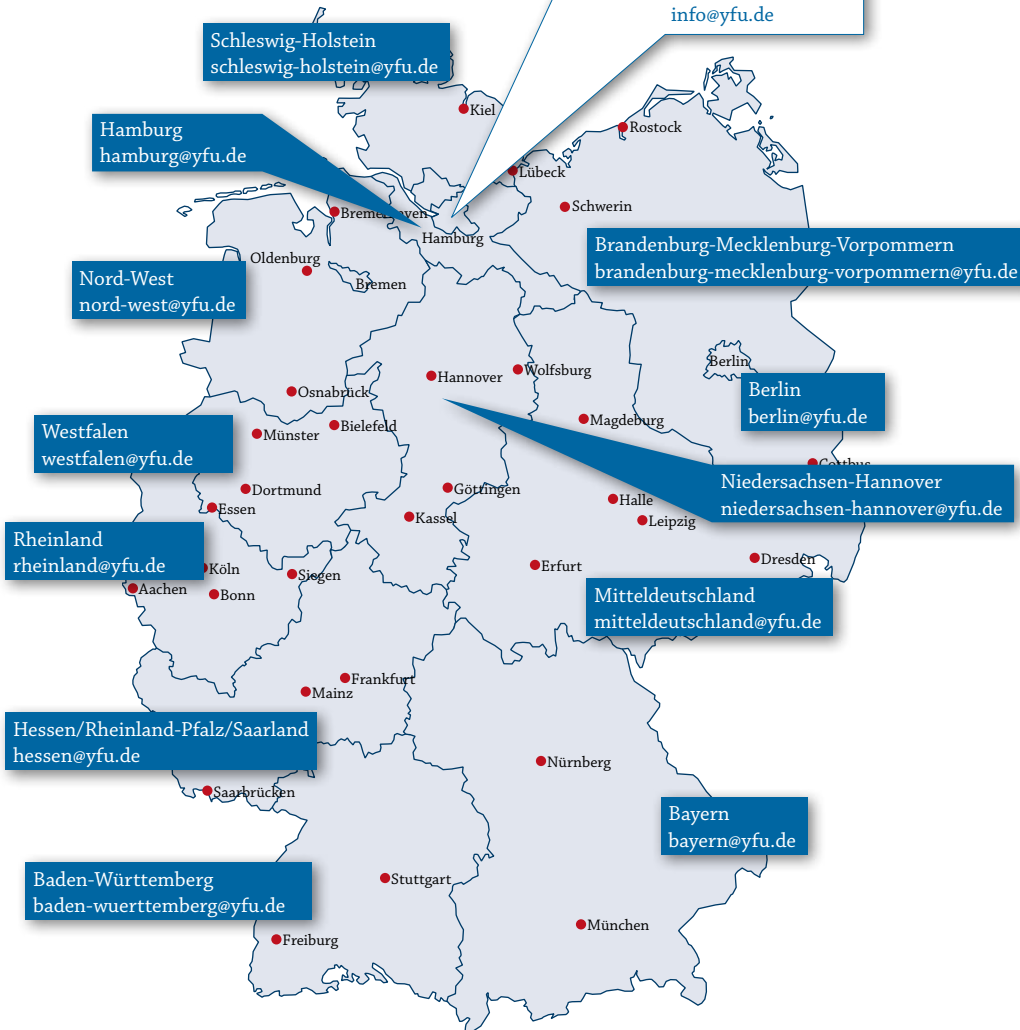 info@yfu.de
Schleswig-Holstein
schleswig-holstein@yfu.de
Kiel
Rostock
Hamburg
hamburg@yfu.de
Lübeck
Schwerin
Bremerhaven
Hamburg
Brandenburg-Mecklenburg-Vorpommern
brandenburg-mecklenburg-vorpommern@yfu.de
Oldenburg
Nord-West
nord-west@yfu.de
Bremen
Berlin
Hannover
Wolfsburg
Berlin
berlin@yfu.de
Osnabrück
Magdeburg
Westfalen
westfalen@yfu.de
Münster
Bielefeld
Cottbus
Niedersachsen-Hannover
niedersachsen-hannover@yfu.de
Dortmund
Göttingen
Halle
Essen
Kassel
Leipzig
Rheinland
rheinland@yfu.de
Köln
Siegen
Erfurt
Dresden
Aachen
Bonn
Mitteldeutschland
mitteldeutschland@yfu.de
Frankfurt
Mainz
Hessen/Rheinland-Pfalz/Saarland
hessen@yfu.de
Nürnberg
Saarbrücken
Bayern
bayern@yfu.de
Baden-Württemberg
baden-wuerttemberg@yfu.de
Stuttgart
München
Freiburg